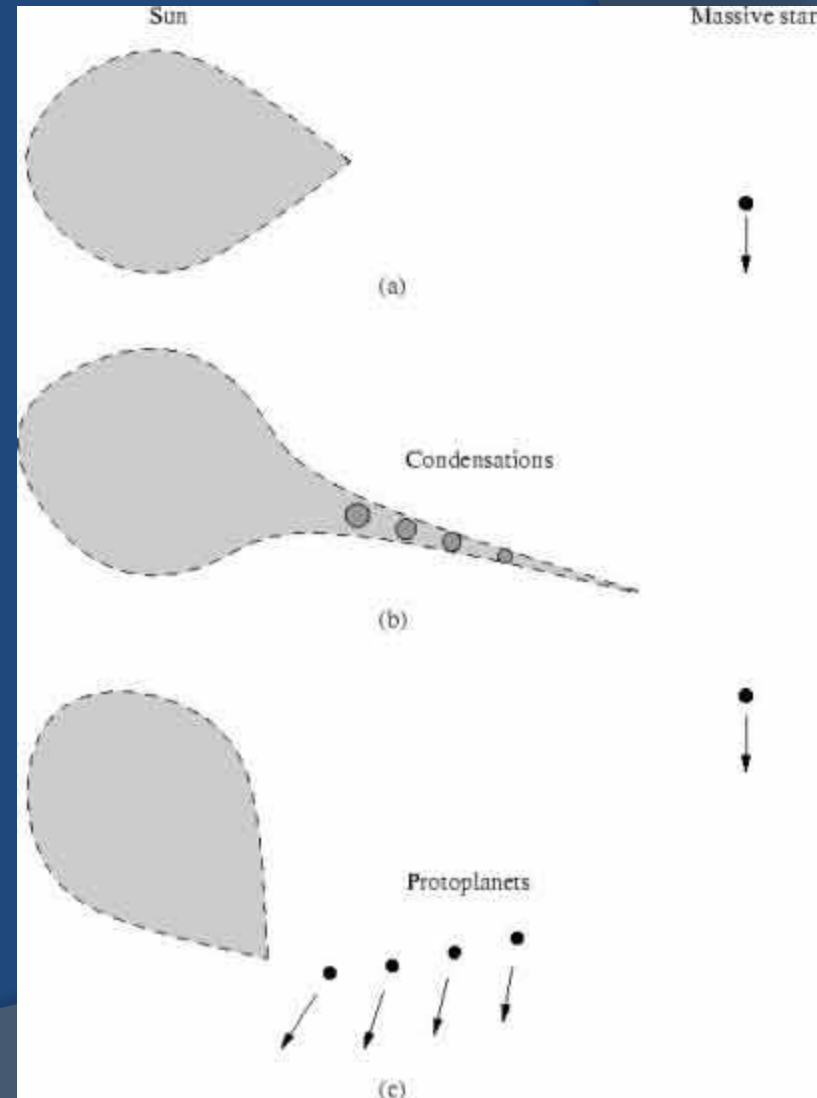 Sun
Massive star
(a)
Condensations
(b)
Protoplanets
(c)